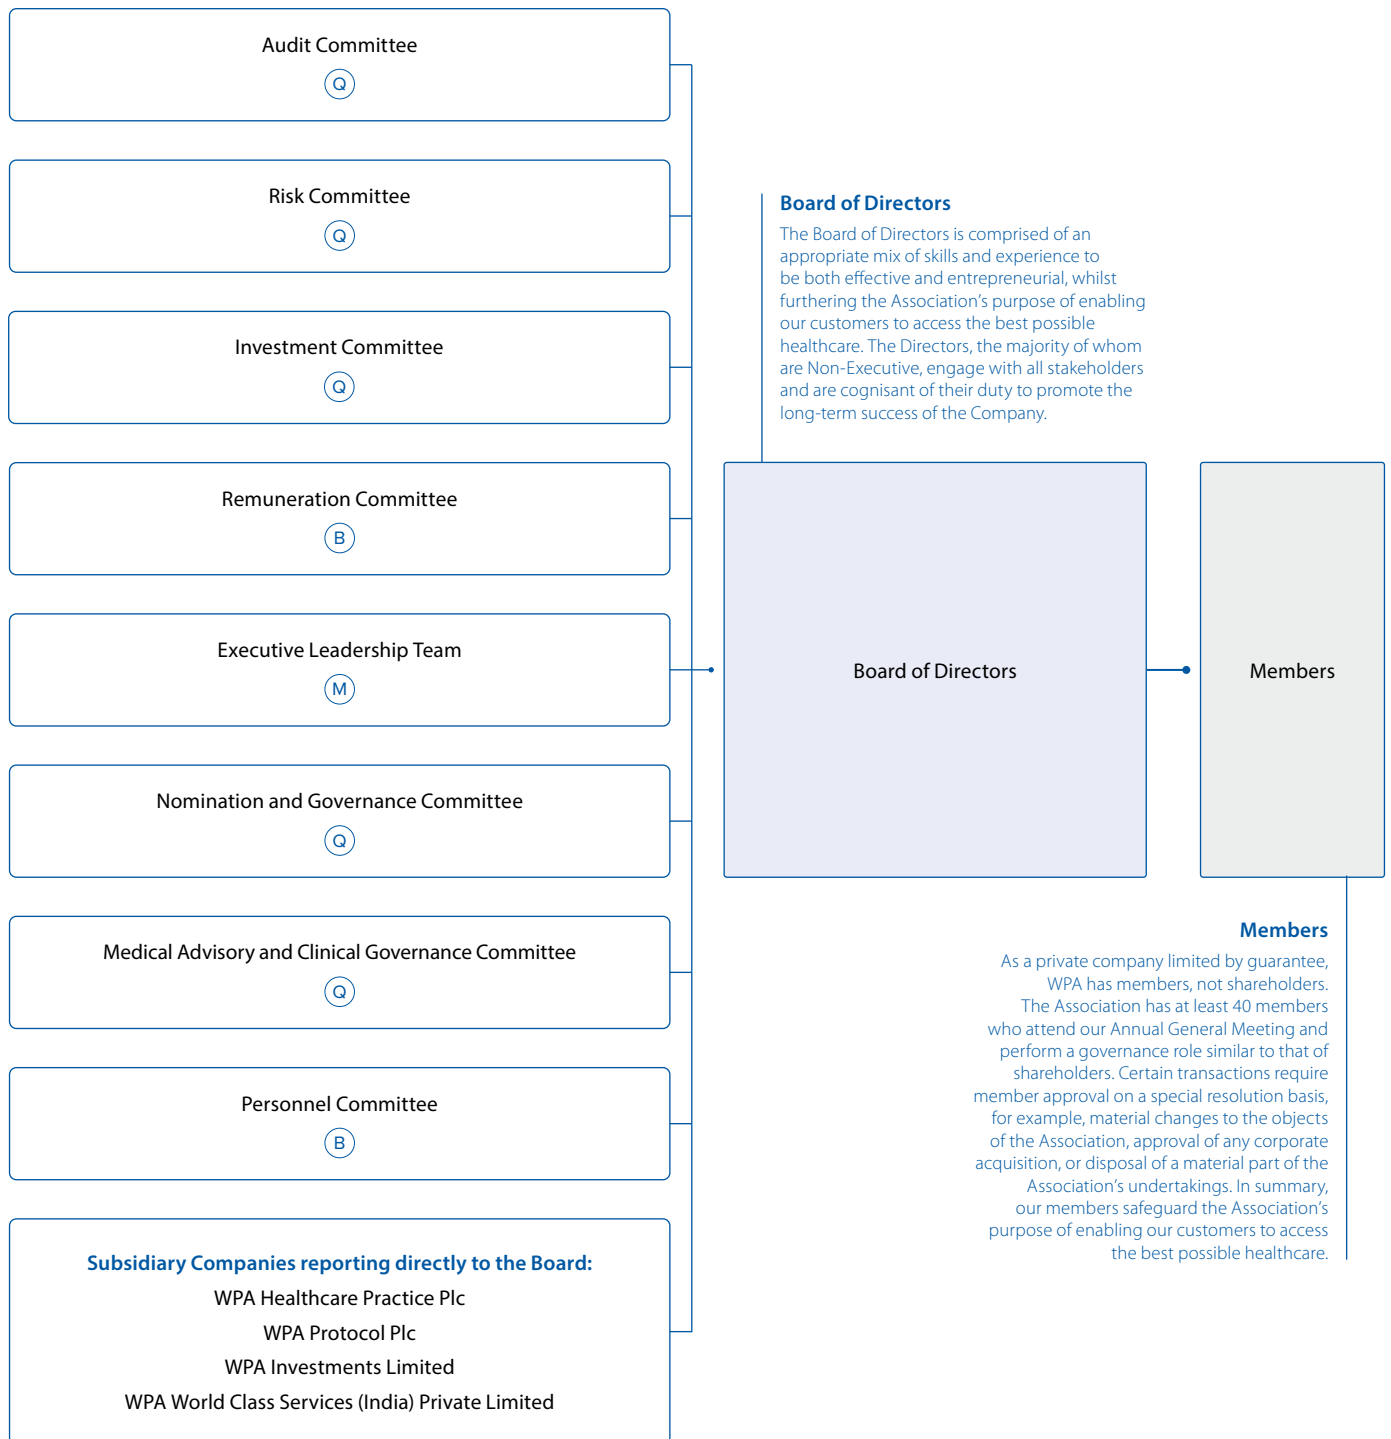 Audit Committee
Q
Risk Committee
Q
Investment Committee
Q
Remuneration Committee
B
Executive Leadership Team
M
Nomination and Governance Committee
Q
Medical Advisory and Clinical Governance Committee
Q
Personnel Committee
B
Subsidiary Companies reporting directly to the Board:
WPA Healthcare Practice Plc
WPA Protocol Plc
WPA Investments Limited
WPA World Class Services (India) Private Limited
Board of Directors
The Board of Directors is comprised of an
appropriate mix of skills and experience to
be both effective and entrepreneurial, whilst
furthering the Association’s purpose of enabling
our customers to access the best possible
healthcare. The Directors, the majority of whom
are Non-Executive, engage with all stakeholders
and are cognisant of their duty to promote the
long-term success of the Company.
Board of Directors
Members
Members
As a private company limited by guarantee,
WPA has members, not shareholders.
The Association has at least 40 members
who attend our Annual General Meeting and
perform a governance role similar to that of
shareholders. Certain transactions require
member approval on a special resolution basis,
for example, material changes to the objects
of the Association, approval of any corporate
acquisition, or disposal of a material part of the
Association’s undertakings. In summary,
our members safeguard the Association’s
purpose of enabling our customers to access
the best possible healthcare.